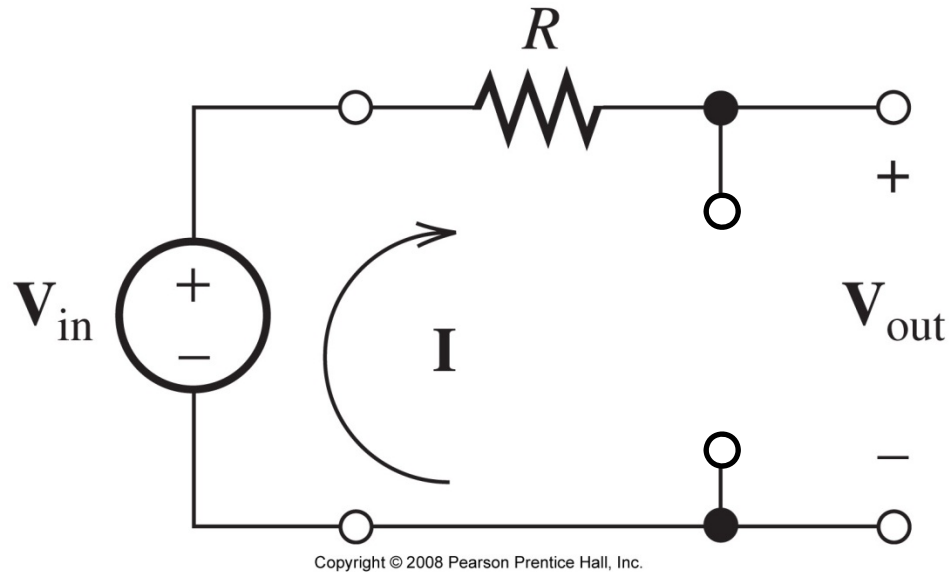 R
+
+
V in
−
I
V out
−
Copyright © 2008 Pearson Prentice Hall, Inc.